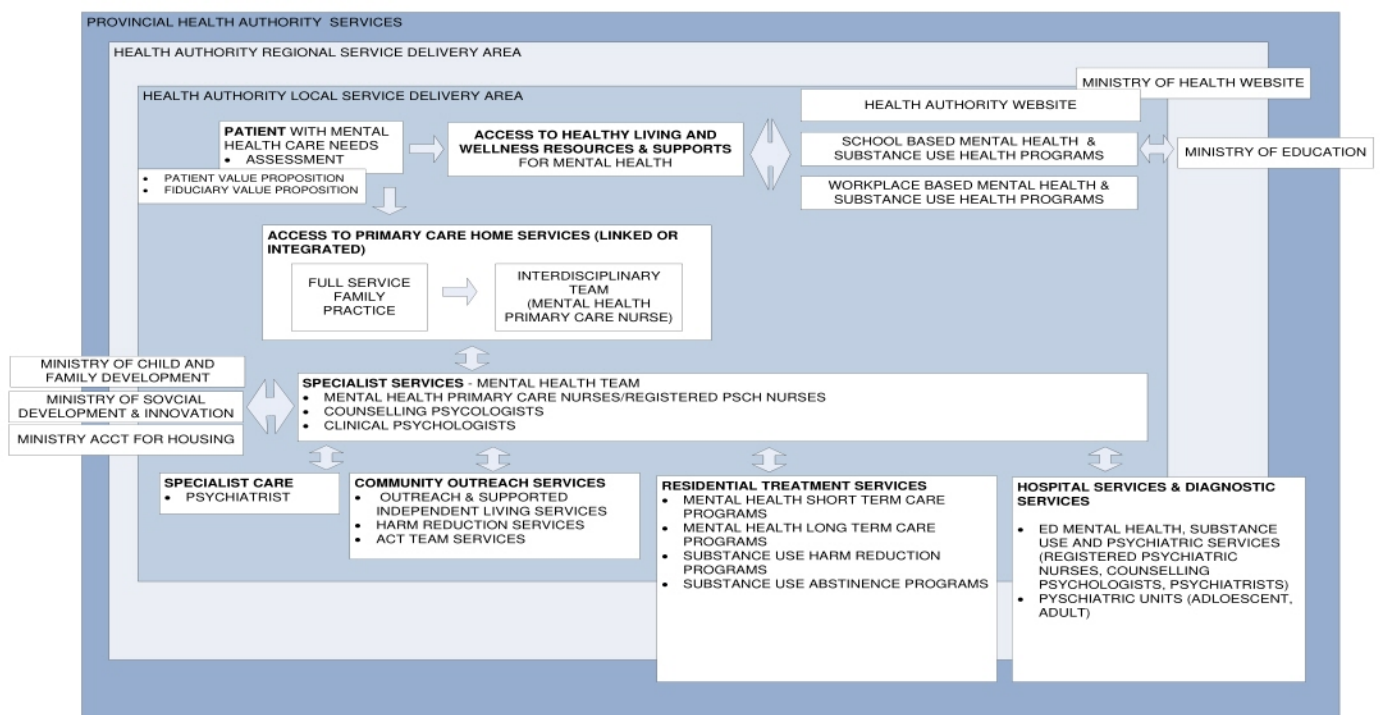 PROVINCIAL HEALTH AUTHORITY SERVICES
HEALTH AUTHORITY REGIONAL SERVICE DELIVERY AREA
MINISTRY OF HEALTH WEBSITE
HEALTH AUTHORITY LOCAL SERVICE DELIVERY AREA
HEALTH AUTHORITY WEBSITE
PATIENT WITH MENTAL
HEALTH CARE NEEDS
• ASSESSMENT
• PATIENT VALUE PROPOSITION
• FIDUCIARY VALUE PROPOSITION
ACCESS TO HEALTHY LIVING AND
WELLNESS RESOURCES & SUPPORTS
FOR MENTAL HEALTH
SCHOOL BASED MENTAL HEALTH &
SUBSTANCE USE HEALTH PROGRAMS
MINISTRY OF EDUCATION
WORKPLACE BASED MENTAL HEALTH &
SUBSTANCE USE HEALTH PROGRAMS
ACCESS TO PRIMARY CARE HOME SERVICES (LINKED OR
INTEGRATED)
FULL SERVICE
FAMILY
PRACTICE
INTERDISCIPLINARY
TEAM
(MENTAL HEALTH
PRIMARY CARE NURSE)
MINISTRY OF CHILD AND
FAMILY DEVELOPMENT
MINISTRY OF SOVCIAL
DEVELOPMENT & INNOVATION
MINISTRY ACCT FOR HOUSING
SPECIALIST SERVICES - MENTAL HEALTH TEAM
• MENTAL HEALTH PRIMARY CARE NURSES/REGISTERED PSCH NURSES
• COUNSELLING PSYCOLOGISTS
• CLINICAL PSYCHOLOGISTS
SPECIALIST CARE
• PSYCHIATRIST
COMMUNITY OUTREACH SERVICES
• OUTREACH & SUPPORTED
INDEPENDENT LIVING SERVICES
• HARM REDUCTION SERVICES
• ACT TEAM SERVICES
RESIDENTIAL TREATMENT SERVICES
• MENTAL HEALTH SHORT TERM CARE
PROGRAMS
• MENTAL HEALTH LONG TERM CARE
PROGRAMS
• SUBSTANCE USE HARM REDUCTION
PROGRAMS
• SUBSTANCE USE ABSTINENCE PROGRAMS
HOSPITAL SERVICES & DIAGNOSTIC
SERVICES
• ED MENTAL HEALTH, SUBSTANCE
USE AND PSYCHIATRIC SERVICES
(REGISTERED PSYCHIATRIC
NURSES, COUNSELLING
PSYCHOLOGISTS, PSYCHIATRISTS)
• PYSCHIATRIC UNITS (ADLOESCENT,
ADULT)